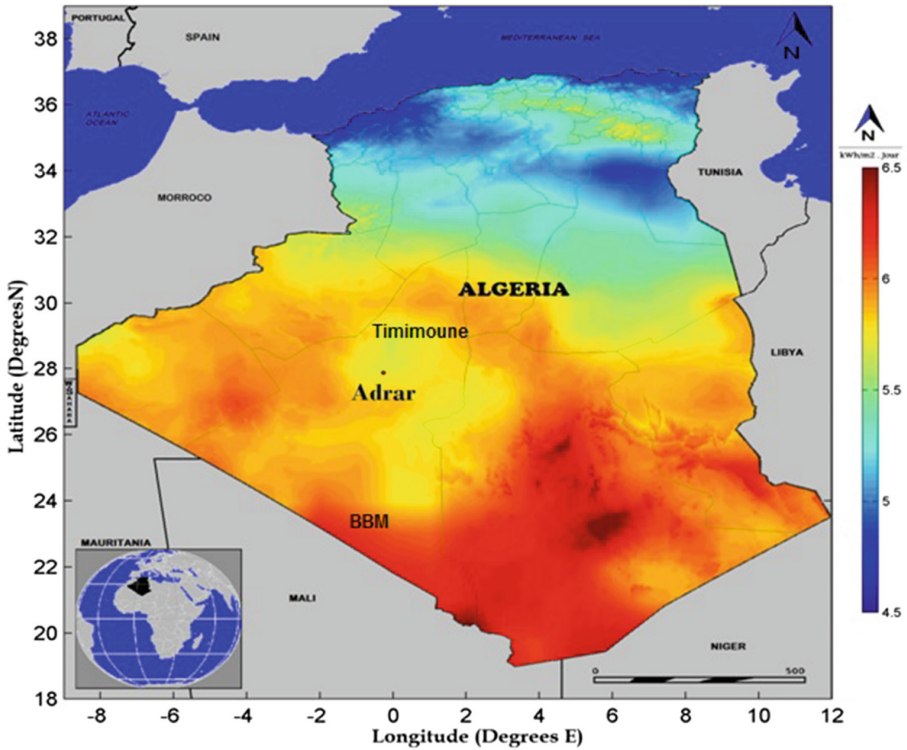 PORTUGAL
SPAIN
MEDITERRANEAN SEA
N
ATLANTIC
OCEAN
N
kWh/m2 . jour
TUNISIA
MORROCO
ALGERIA
Timimoune
LIBYA
Adrar
BBM
MAURITANIA
MALI
NIGER
0 500
38
36
34
32
30
28
26
24
22
20
18
Latitude (DegreesN)
-8 -6 -4 -2 0 2 4 6 8 10 12
Longitude (Degrees E)
6.5
6
5.5
5
4.5